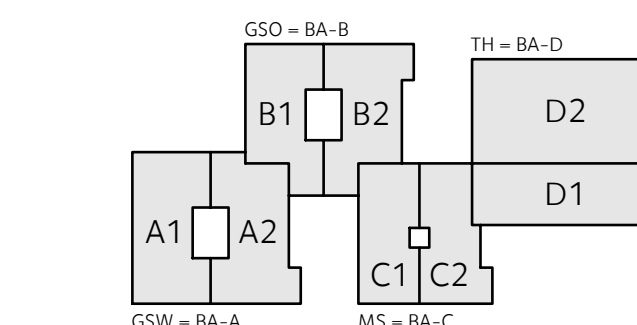 GSO = BA-B
TH = BA-D
B1 B2
D2
D1
A1 A2
C1 C2
GSW = BA-A
MS = BA-C